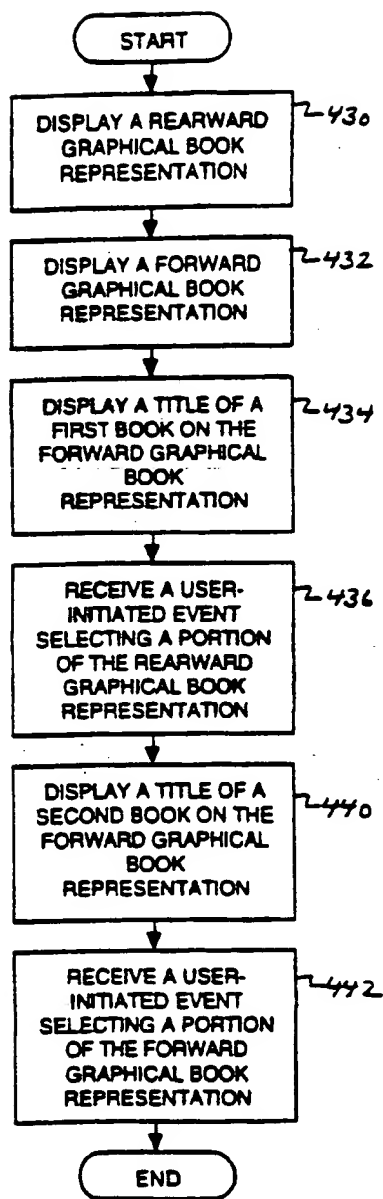 START
DISPLAY A REARWARD
GRAPHICAL BOOK
REPRESENTATION
430
DISPLAY A FORWARD
GRAPHICAL BOOK
REPRESENTATION
432
DISPLAY A TITLE OF A
FIRST BOOK ON THE
FORWARD GRAPHICAL
BOOK
REPRESENTATION
434
RECEIVE A USER-
INITIATED EVENT
SELECTING A PORTION
OF THE REARWARD
GRAPHICAL BOOK
REPRESENTATION
436
DISPLAY A TITLE OF A
SECOND BOOK ON THE
FORWARD GRAPHICAL
BOOK
REPRESENTATION
440
RECEIVE A USER-
INITIATED EVENT
SELECTING A PORTION
OF THE FORWARD
GRAPHICAL BOOK
REPRESENTATION
442
END